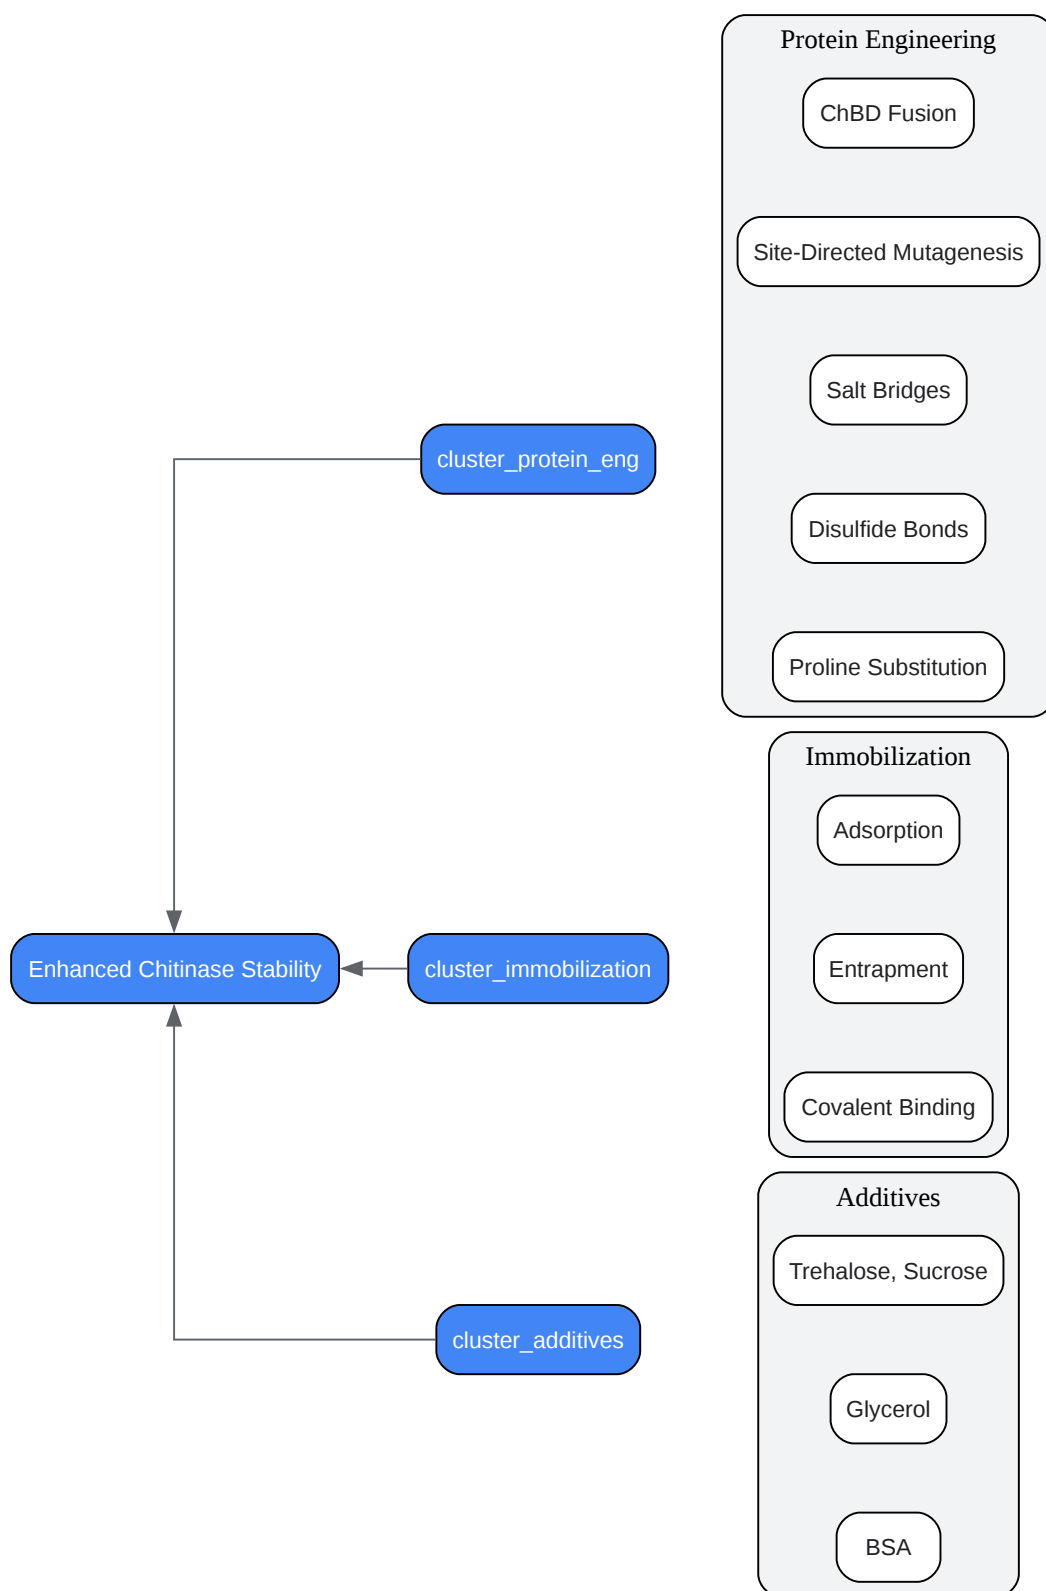 Protein Engineering
ChBD Fusion
Site-Directed Mutagenesis
Salt Bridges
cluster_protein_eng
Disulfide Bonds
Proline Substitution
Immobilization
Adsorption
Enhanced Chitinase Stability
cluster_immobilization
Entrapment
Covalent Binding
Additives
Trehalose, Sucrose
cluster_additives
Glycerol
BSA